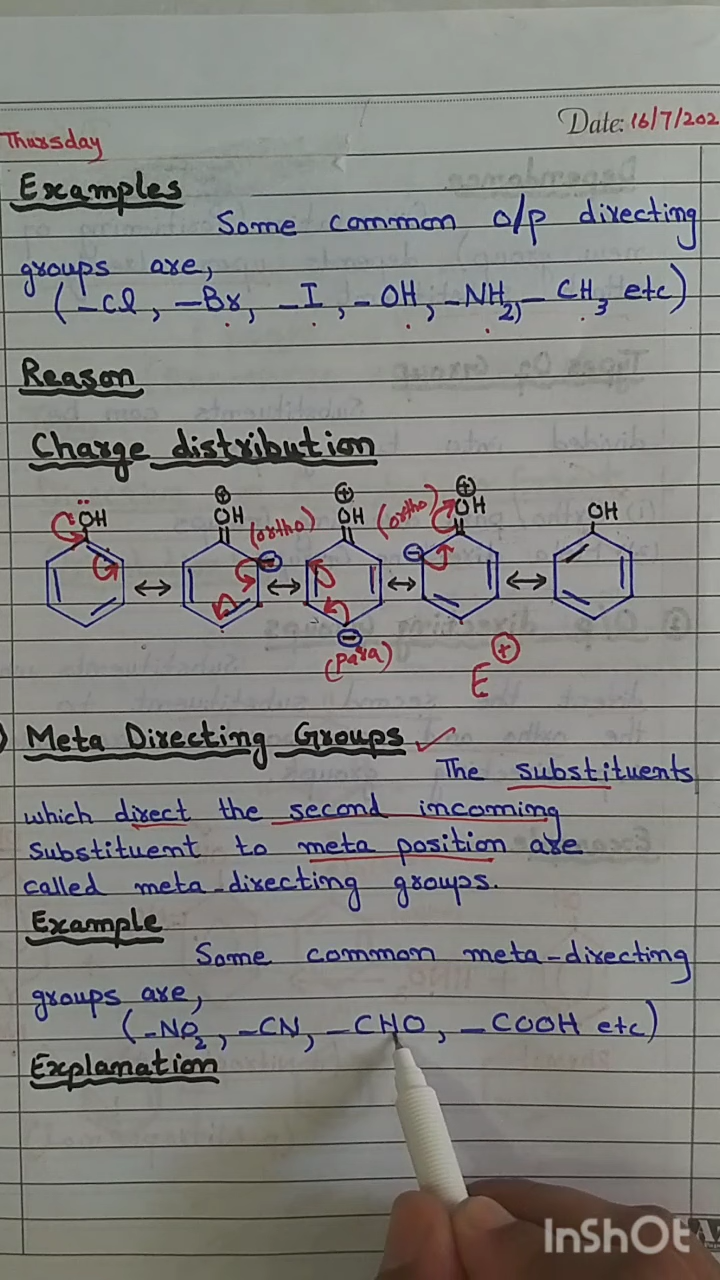 Thursday
Date: 16/7/202
Examples
Some common o/p directing
groups are,
(-Cl, -Br, -I, -OH, -NH2, -CH3 etc)
Reason
Charge distribution
ÖH ⊕ OH ⊕ OH ⊕ OH OH
(ortho) (ortho)
⊖ ⊖
↔ ↔ ↔ ↔
⊖
(para)
E⊕
Meta Directing Groups ✓
The substituents
which direct the second incoming
substituent to meta position are
called meta-directing groups.
Example
Some common meta-directing
groups are,
(-NO2, -CN, -CHO, -COOH etc)
Explanation
InShOt